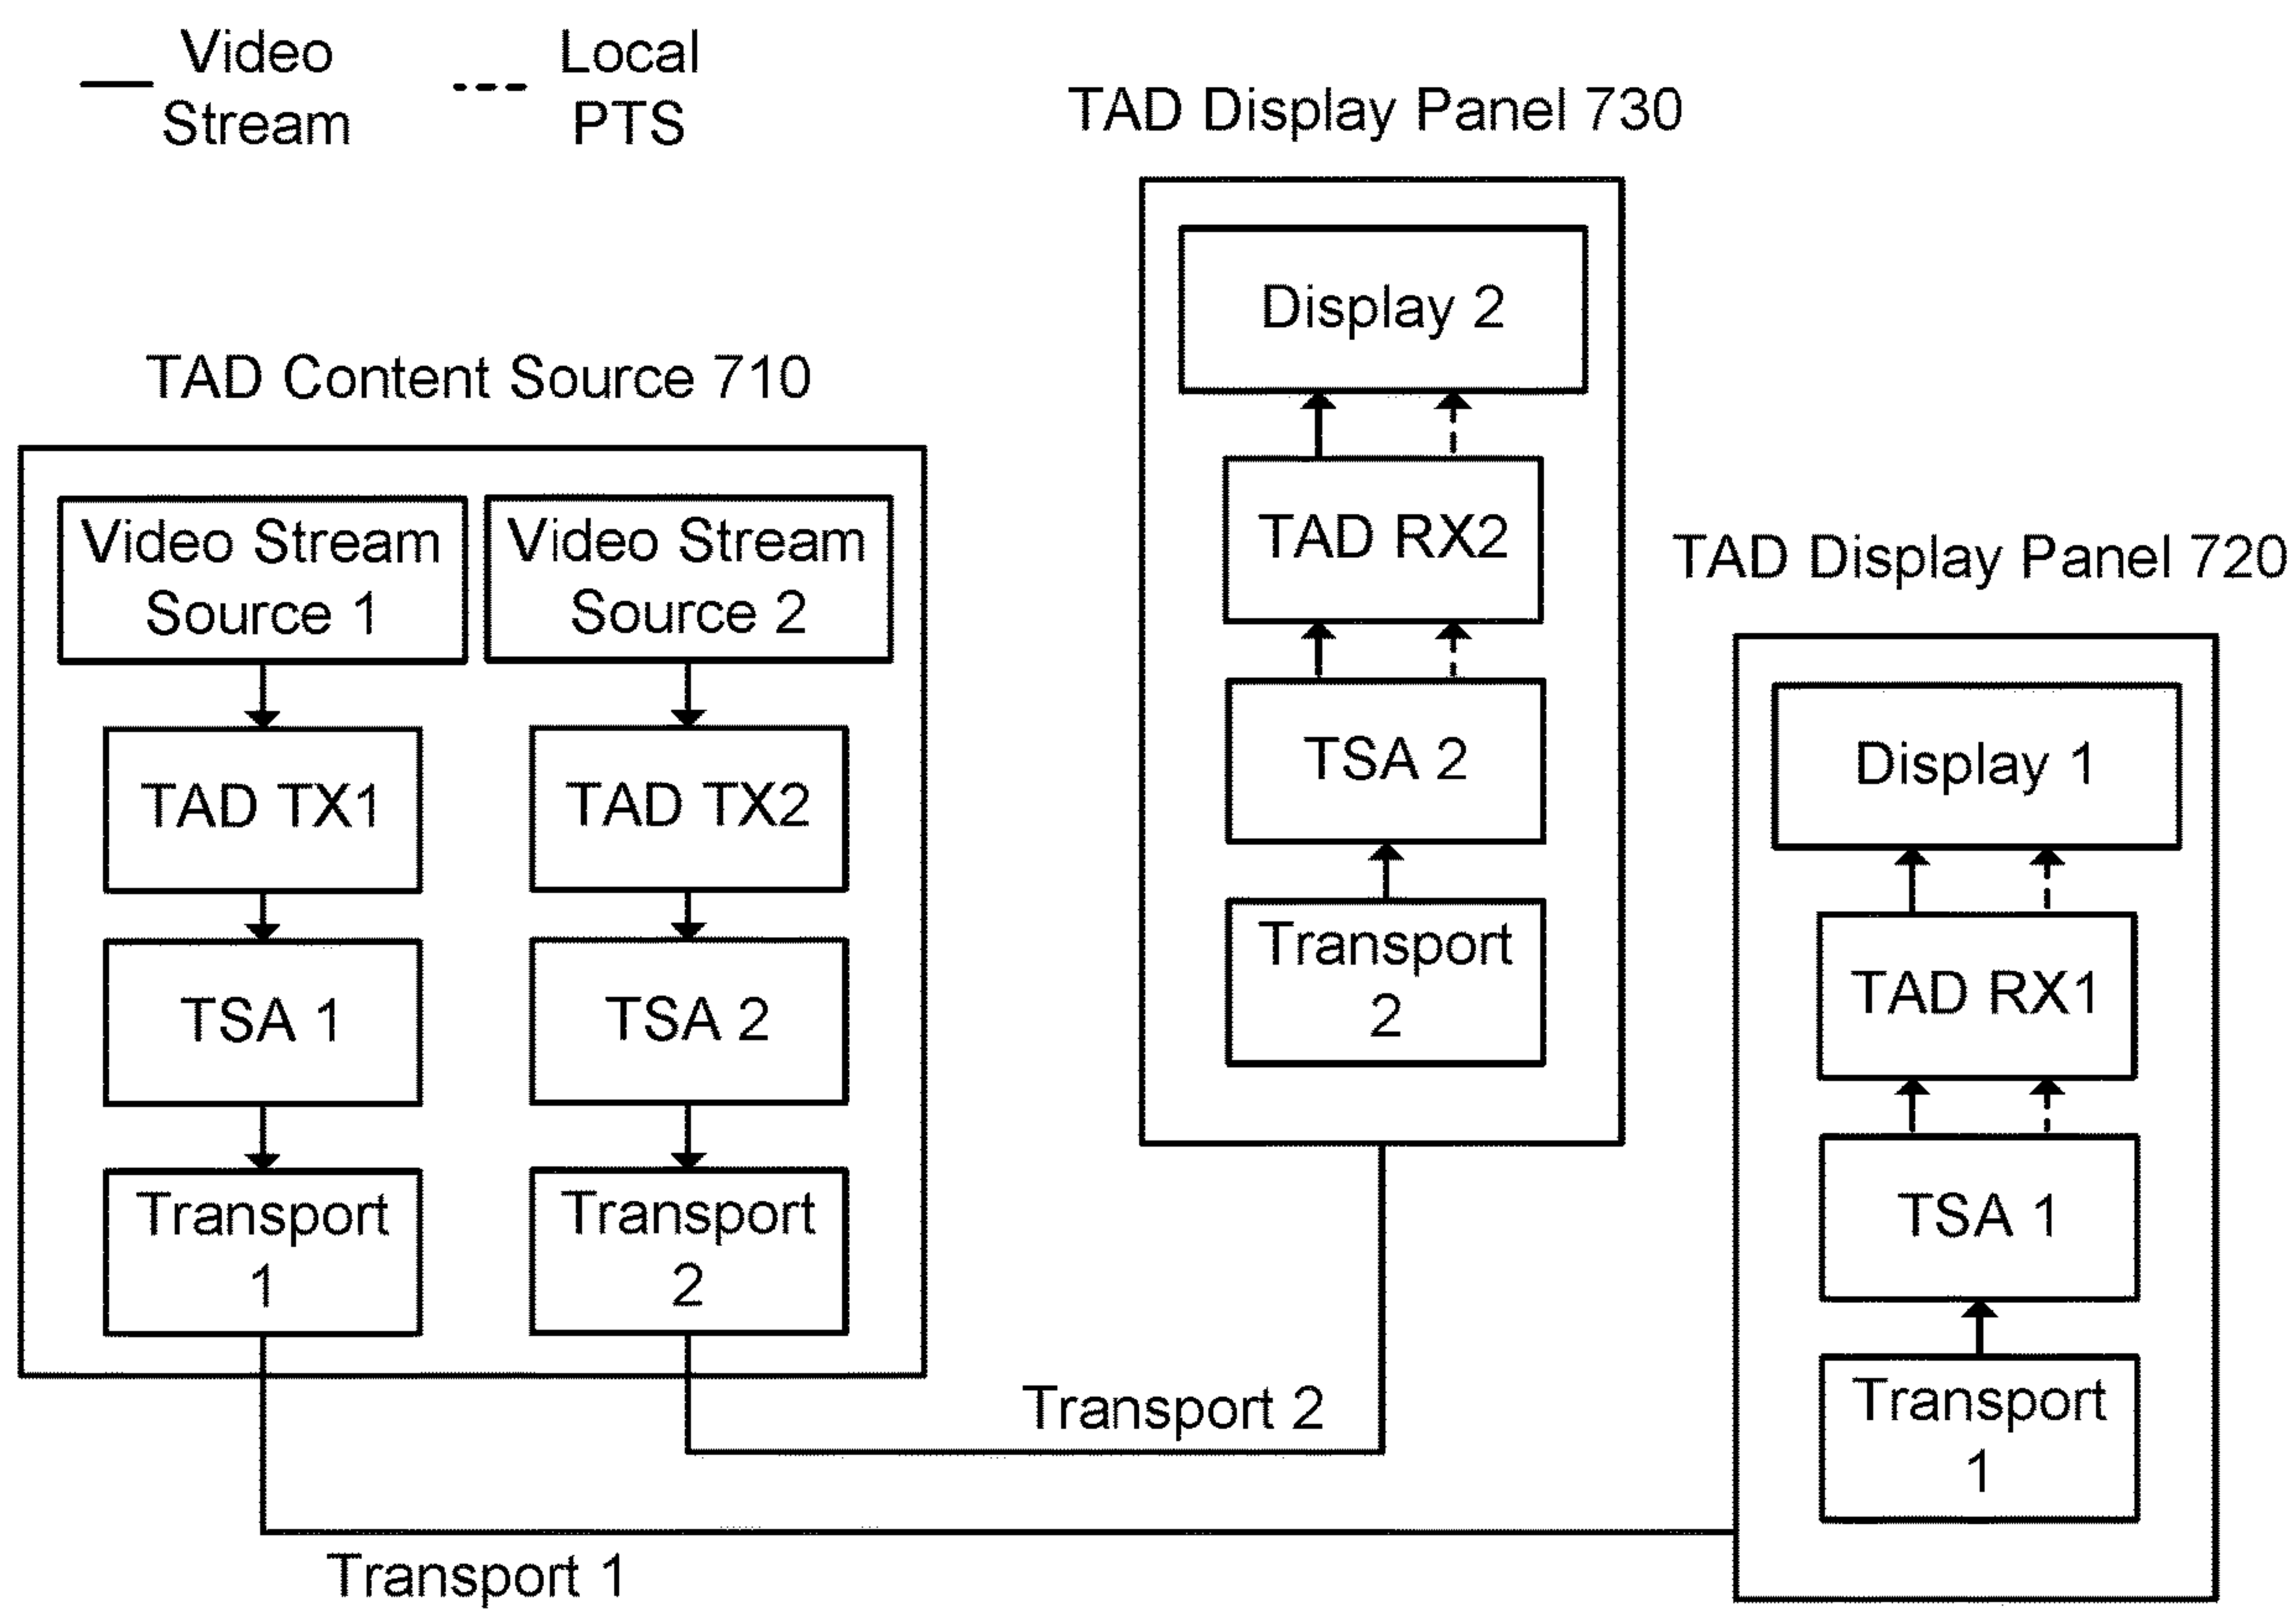 Video
Stream
Local
PTS
TAD Display Panel 730
Display 2
TAD RX2
TSA 2
Transport
2
TAD Content Source 710
Video Stream
Source 1
Video Stream
Source 2
TAD TX1
TAD TX2
TSA 1
TSA 2
Transport
1
Transport
2
TAD Display Panel 720
Display 1
TAD RX1
TSA 1
Transport
1
Transport 2
Transport 1